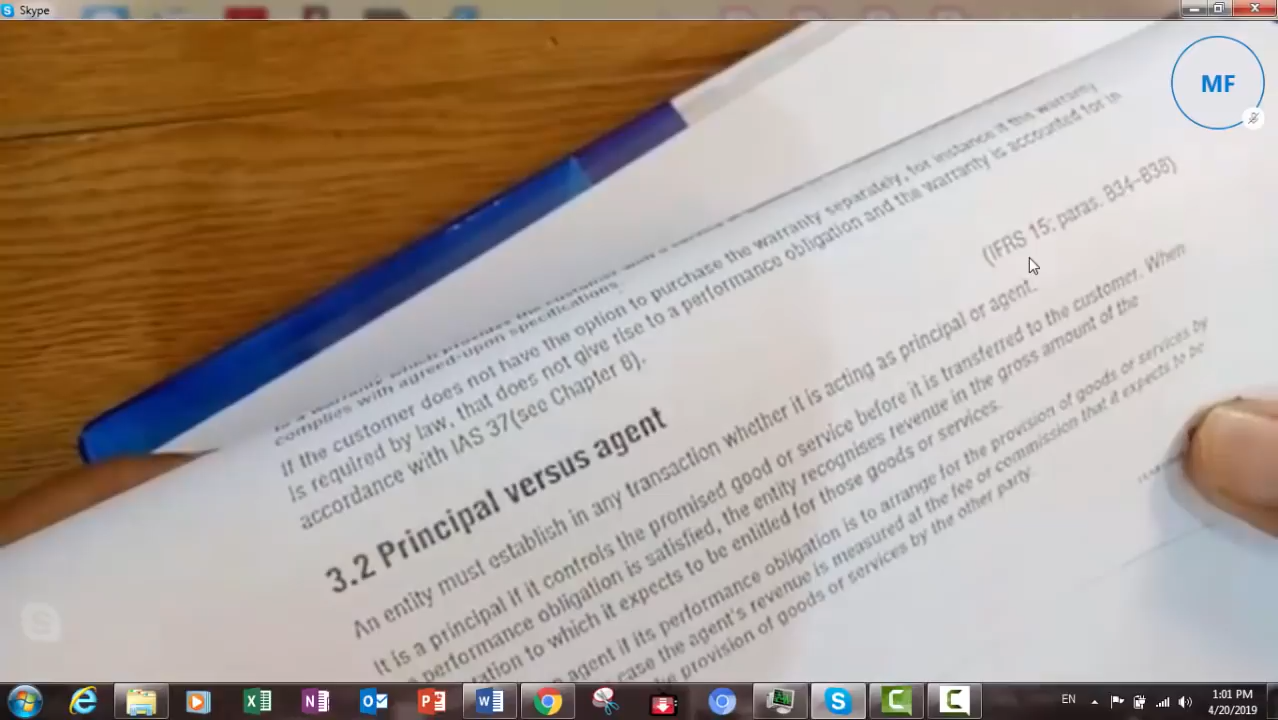 Skype
MF
complies with agreed-upon specifications.
If the customer does not have the option to purchase the warranty separately, for instance if the warranty
is required by law, that does not give rise to a performance obligation and the warranty is accounted for in
accordance with IAS 37(see Chapter 8).
3.2 Principal versus agent
(IFRS 15: paras. B34–B38)
An entity must establish in any transaction whether it is acting as principal or agent.
It is a principal if it controls the promised good or service before it is transferred to the customer. When
performance obligation is satisfied, the entity recognises revenue in the gross amount of the
to which it expects to be entitled for those goods or services.
agent if its performance obligation is to arrange for the provision of goods or services by
case the agent's revenue is measured at the fee or commission that it expects to be
provision of goods or services by the other party.
EN
1:01 PM
4/20/2019